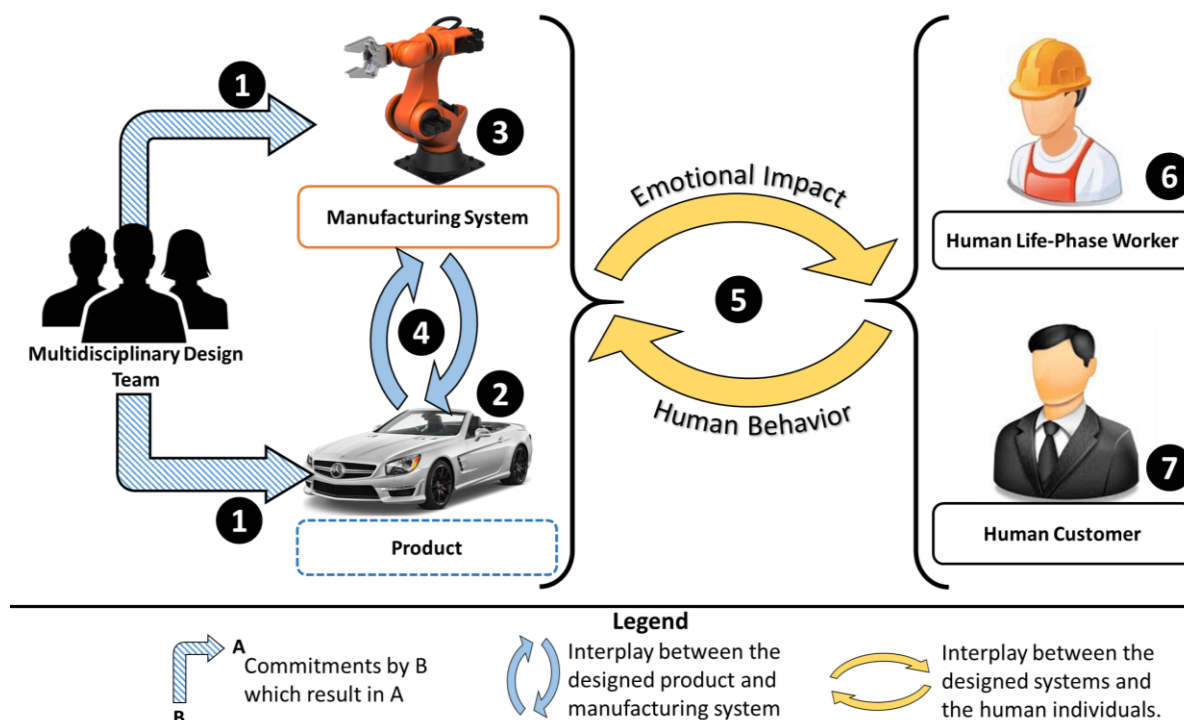 1
3
Manufacturing System
Multidisciplinary Design
Team
4
2
1
Product
Emotional Impact
5
Human Behavior
6
Human Life-Phase Worker
7
Human Customer
Legend
A
Commitments by B
which result in A
B
Interplay between the
designed product and
manufacturing system
Interplay between the
designed systems and
the human individuals.